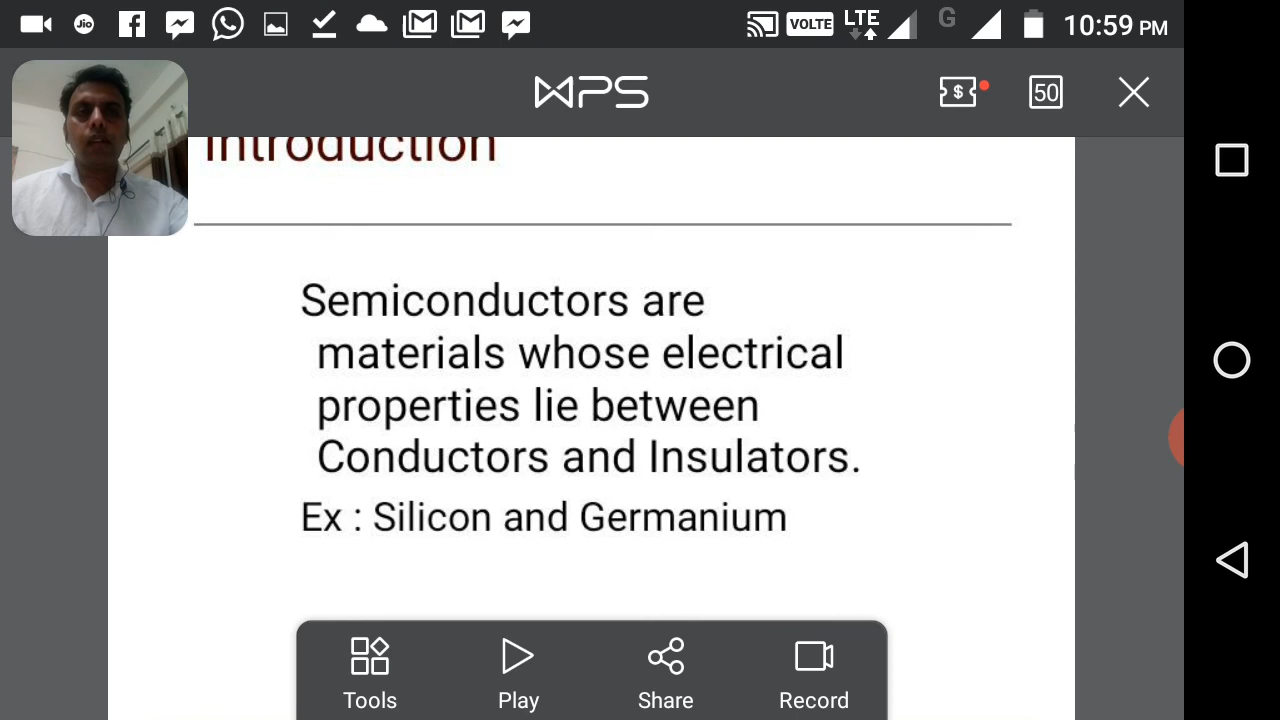 Jio
VOLTE LTE G 10:59 PM
WPS
$ 50
Introduction
Semiconductors are
materials whose electrical
properties lie between
Conductors and Insulators.
Ex : Silicon and Germanium
Tools Play Share Record